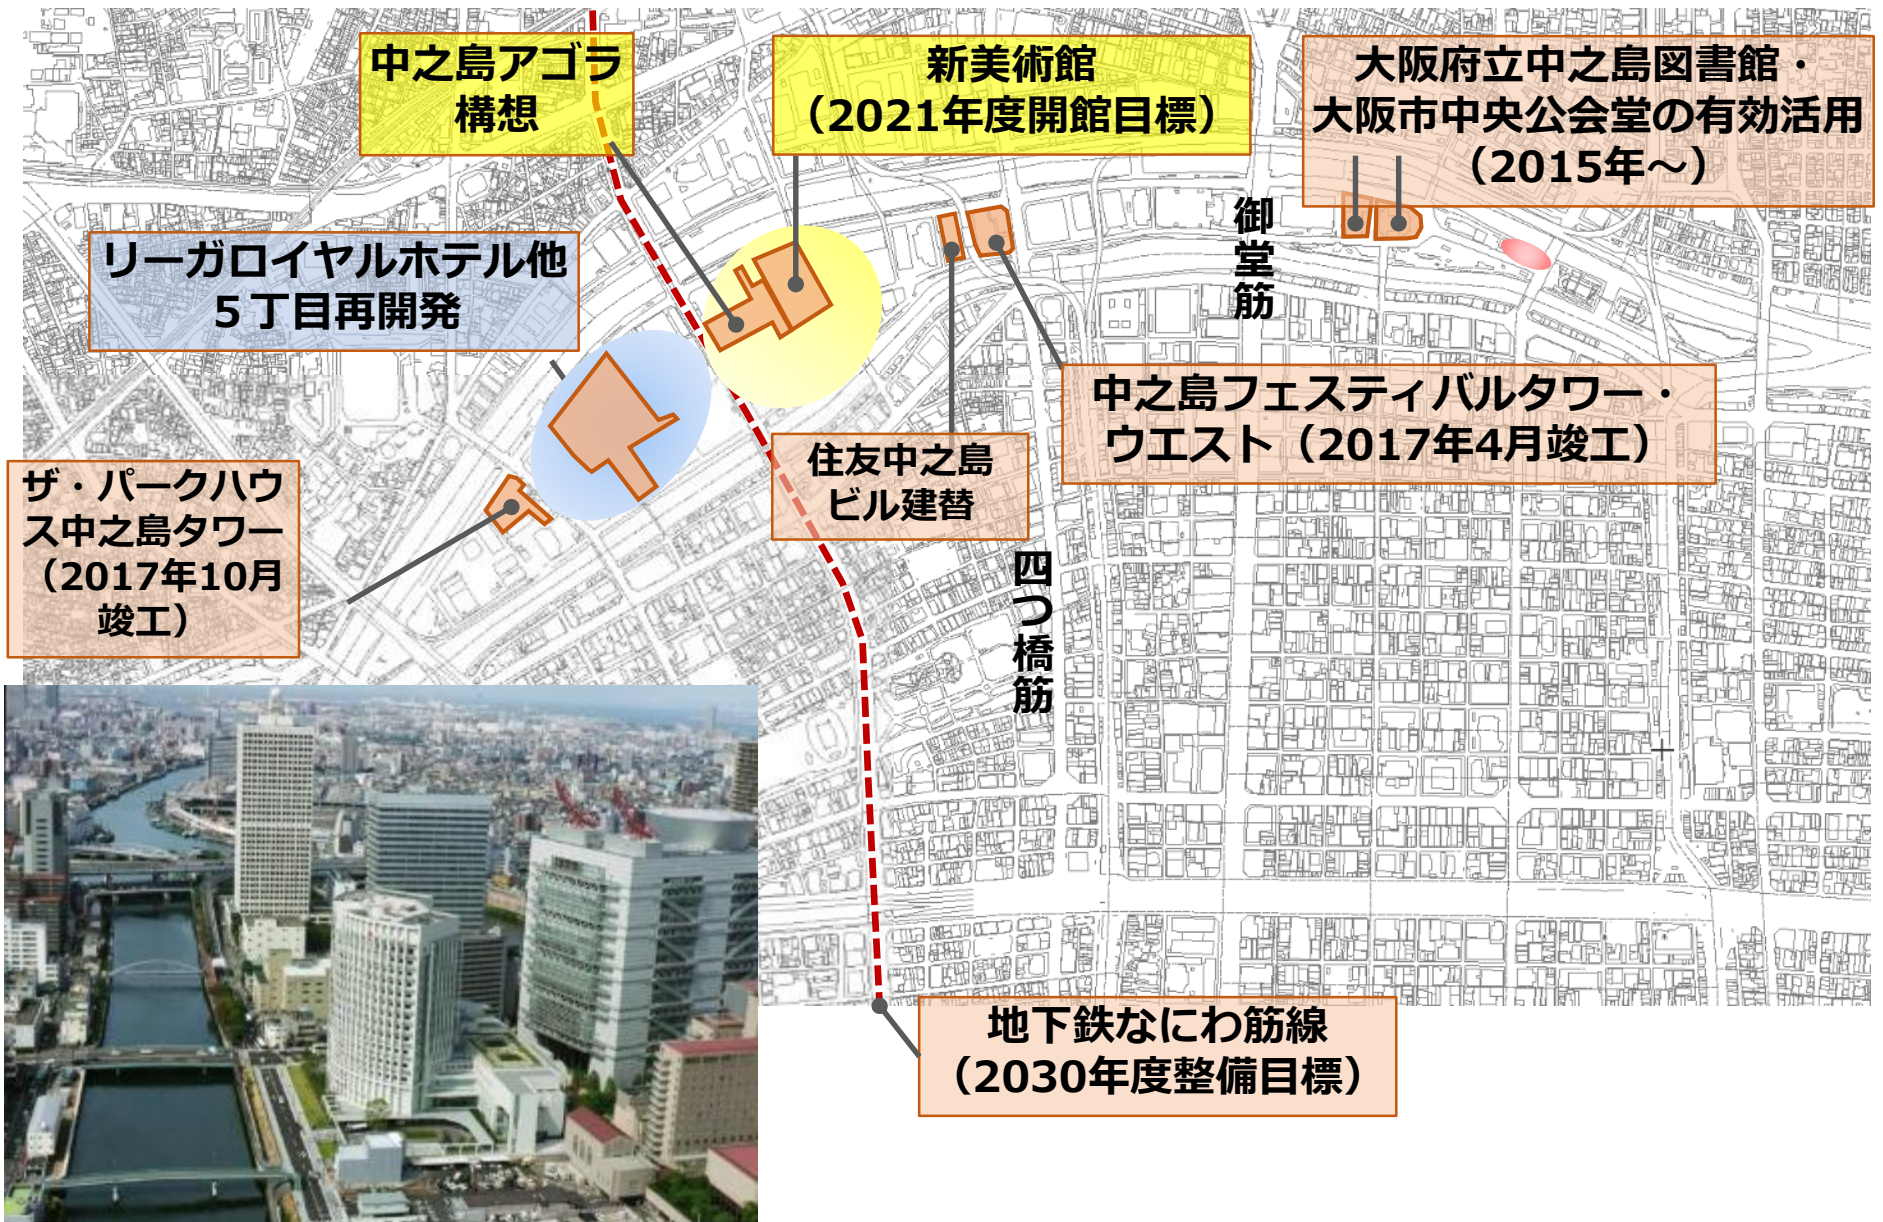 中之島アゴラ
構想
新美術館
（2021年度開館目標）
大阪府立中之島図書館・
大阪市中央公会堂の有効活用
（2015年～）
御堂筋
リーガロイヤルホテル他
５丁目再開発
中之島フェスティバルタワー・
ウエスト（2017年4月竣工）
住友中之島
ビル建替
ザ・パークハウ
ス中之島タワー
（2017年10月
竣工）
四つ橋筋
地下鉄なにわ筋線
（2030年度整備目標）